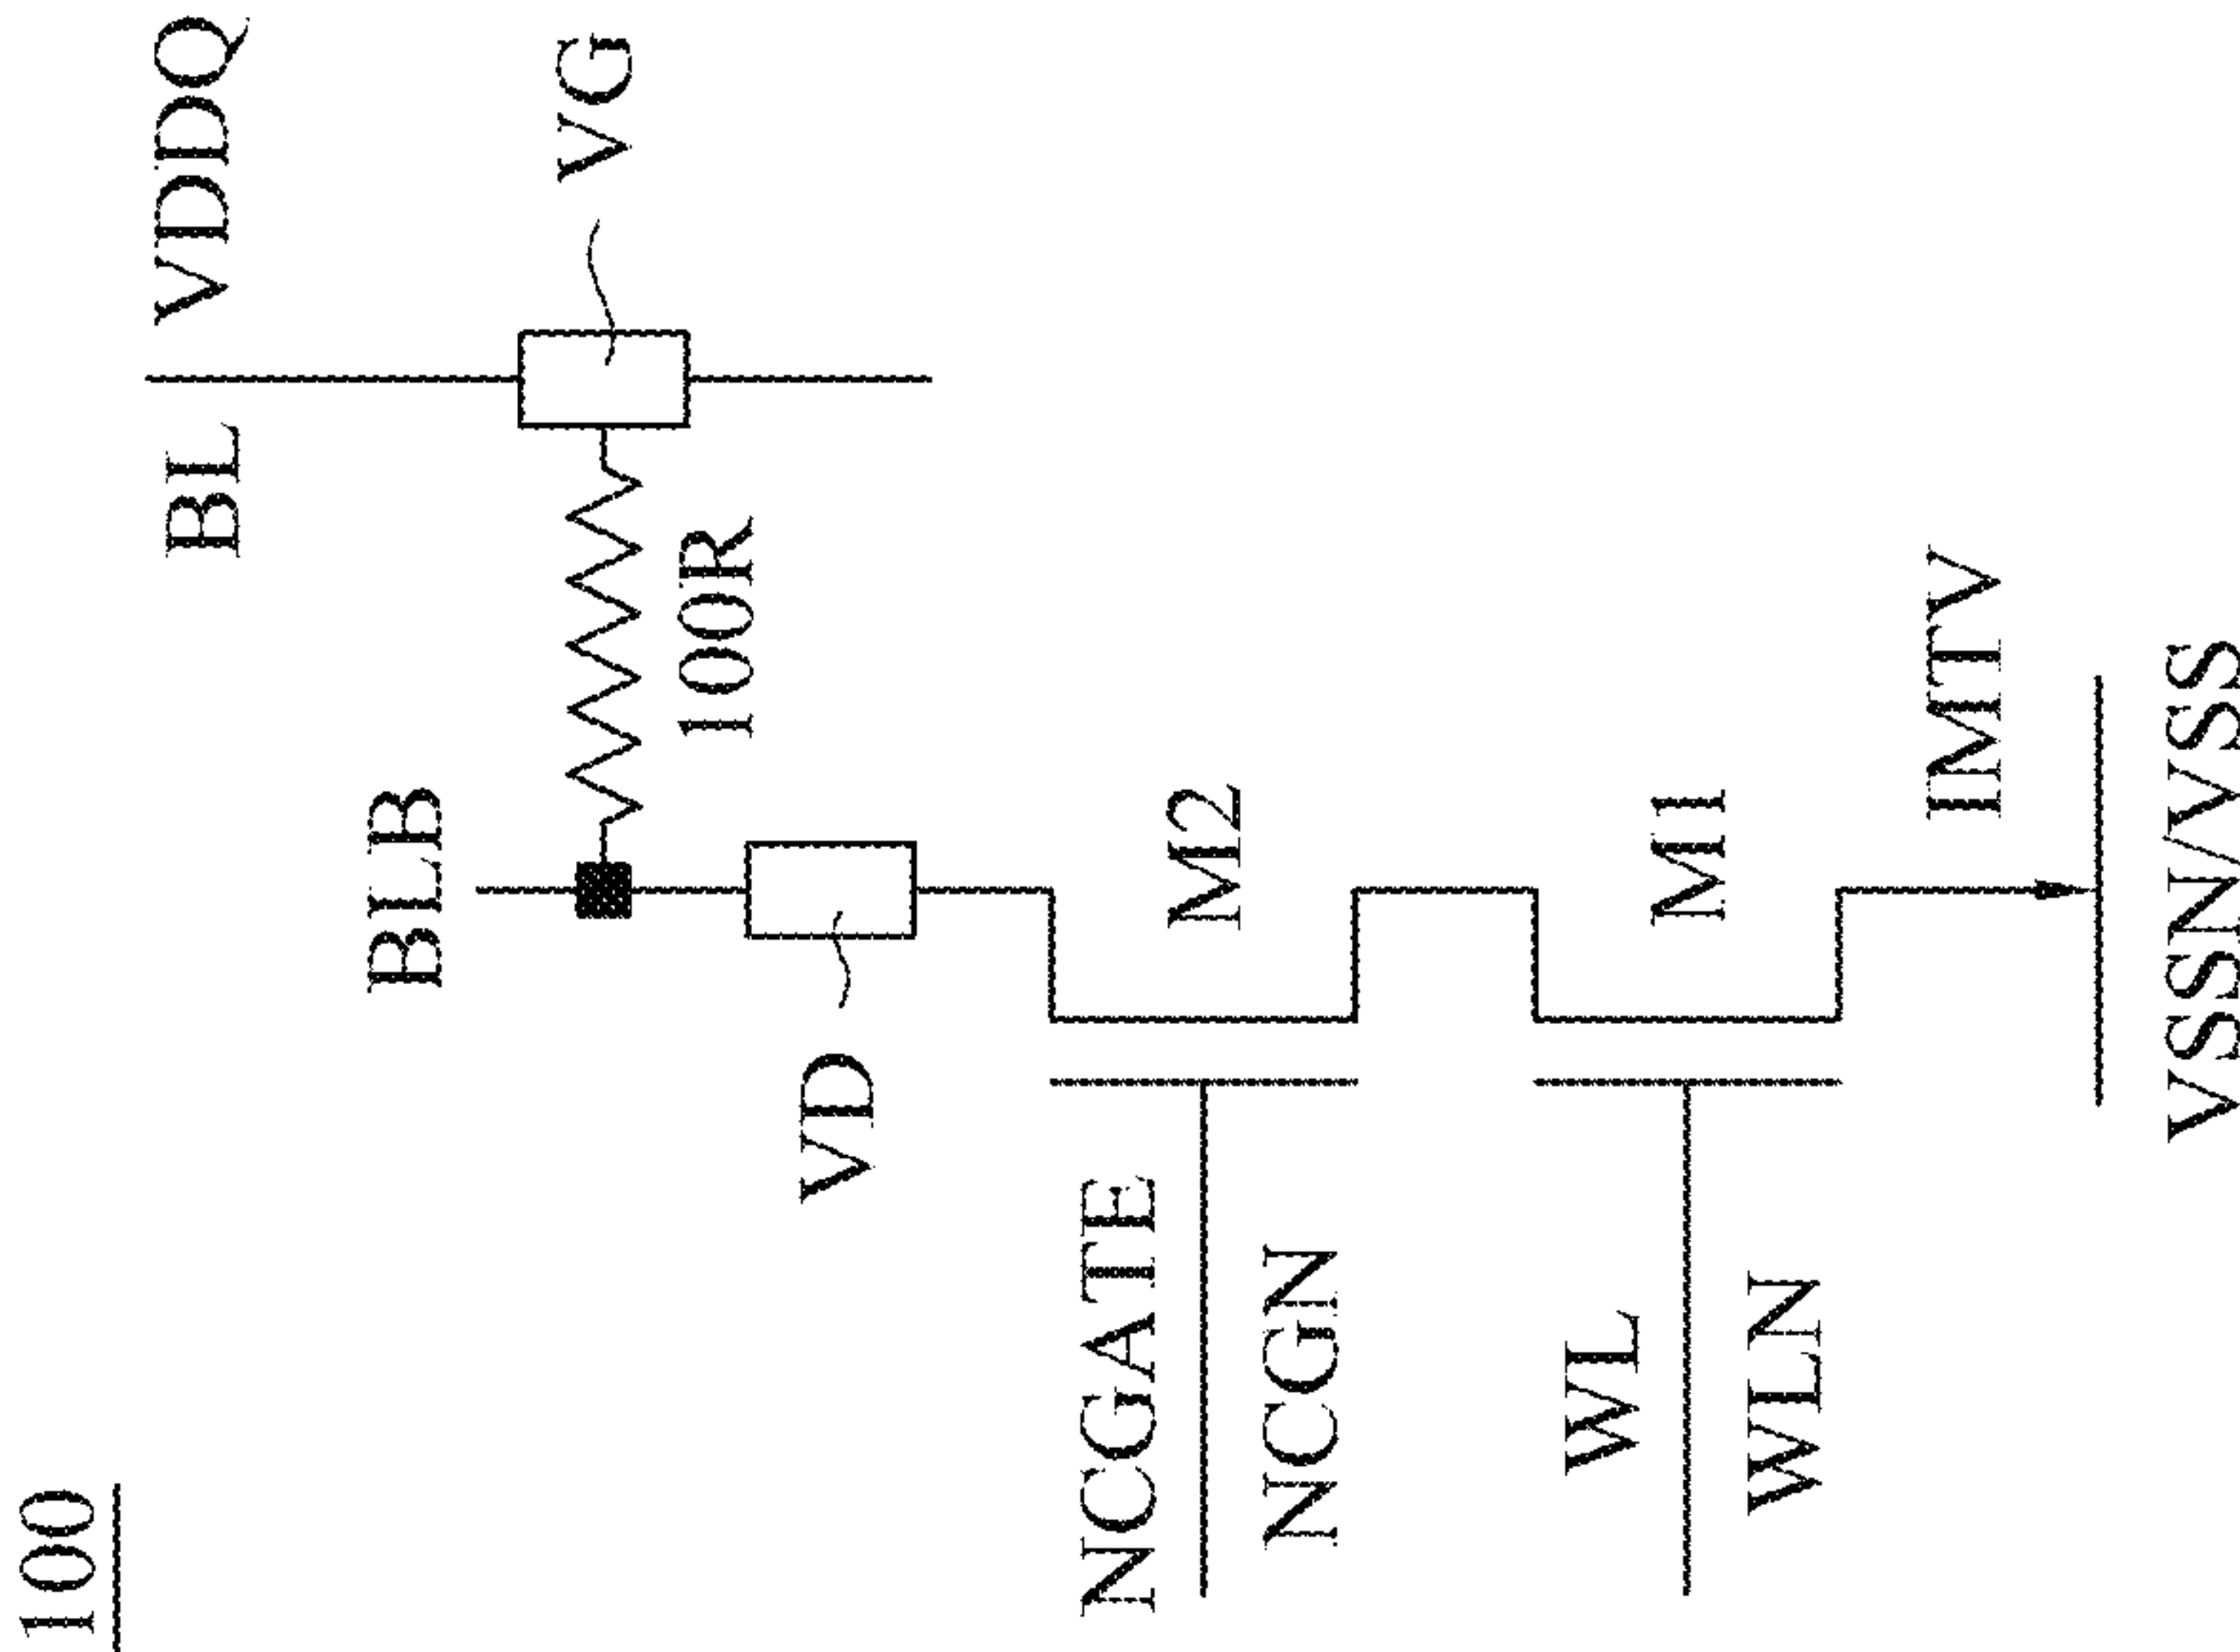 100
BL
VDDQ
BLB
VG
100R
VD
NCGATE
NCGN
M2
WL
WLN
M1
IMTV
VSSN/VSS